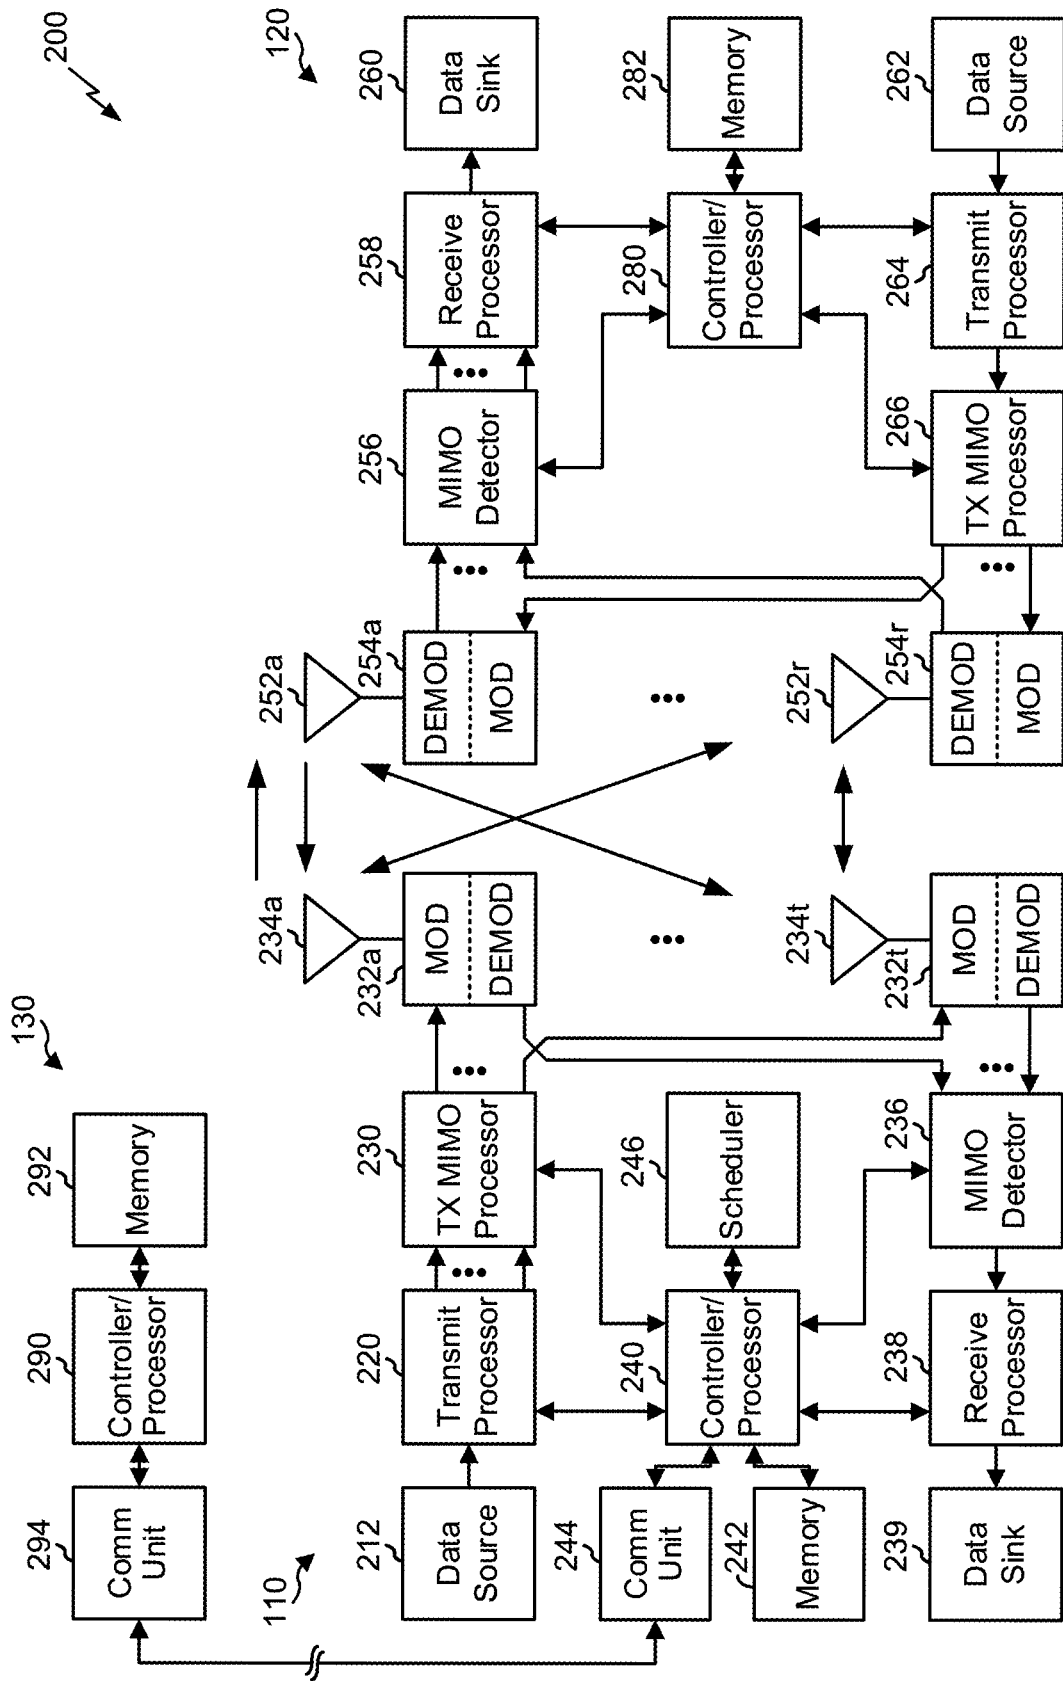 200
130
294
Comm
Unit
290
Controller/
Processor
292
Memory
110
120
212
Data
Source
220
Transmit
Processor
230
TX MIMO
Processor
232a
MOD
DEMOD
234a
252a
254a
DEMOD
MOD
256
MIMO
Detector
258
Receive
Processor
260
Data
Sink
244
Comm
Unit
242
Memory
240
Controller/
Processor
246
Scheduler
280
Controller/
Processor
282
Memory
239
Data
Sink
238
Receive
Processor
236
MIMO
Detector
232t
MOD
DEMOD
234t
252r
254r
DEMOD
MOD
266
TX MIMO
Processor
264
Transmit
Processor
262
Data
Source